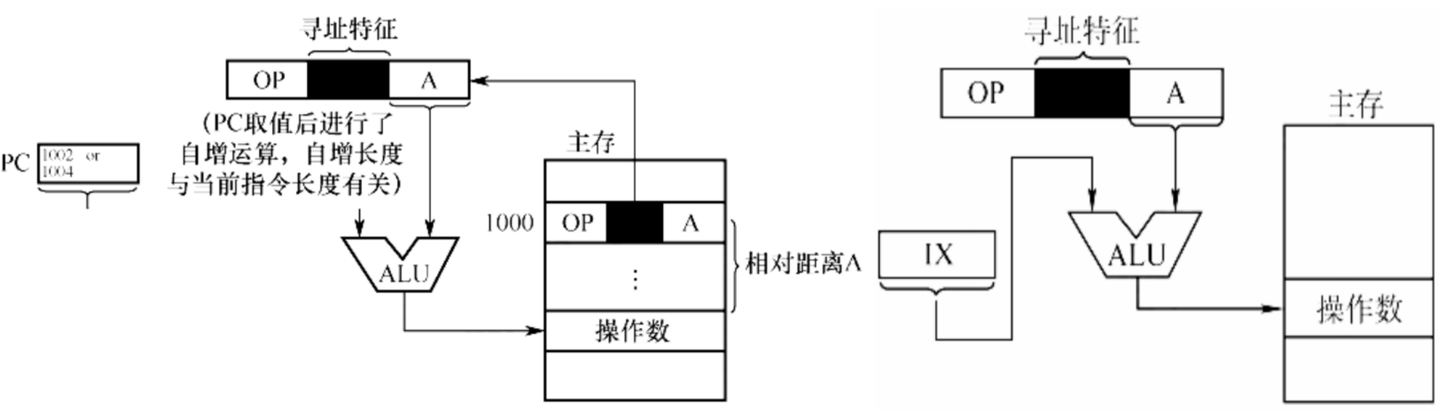 寻址特征
OP
A
（PC取值后进行了
自增运算，自增长度
与当前指令长度有关）
PC
1002 or
1004
主存
1000
OP
A
ALU
⋮
相对距离A
操作数
寻址特征
OP
A
主存
IX
ALU
操作数